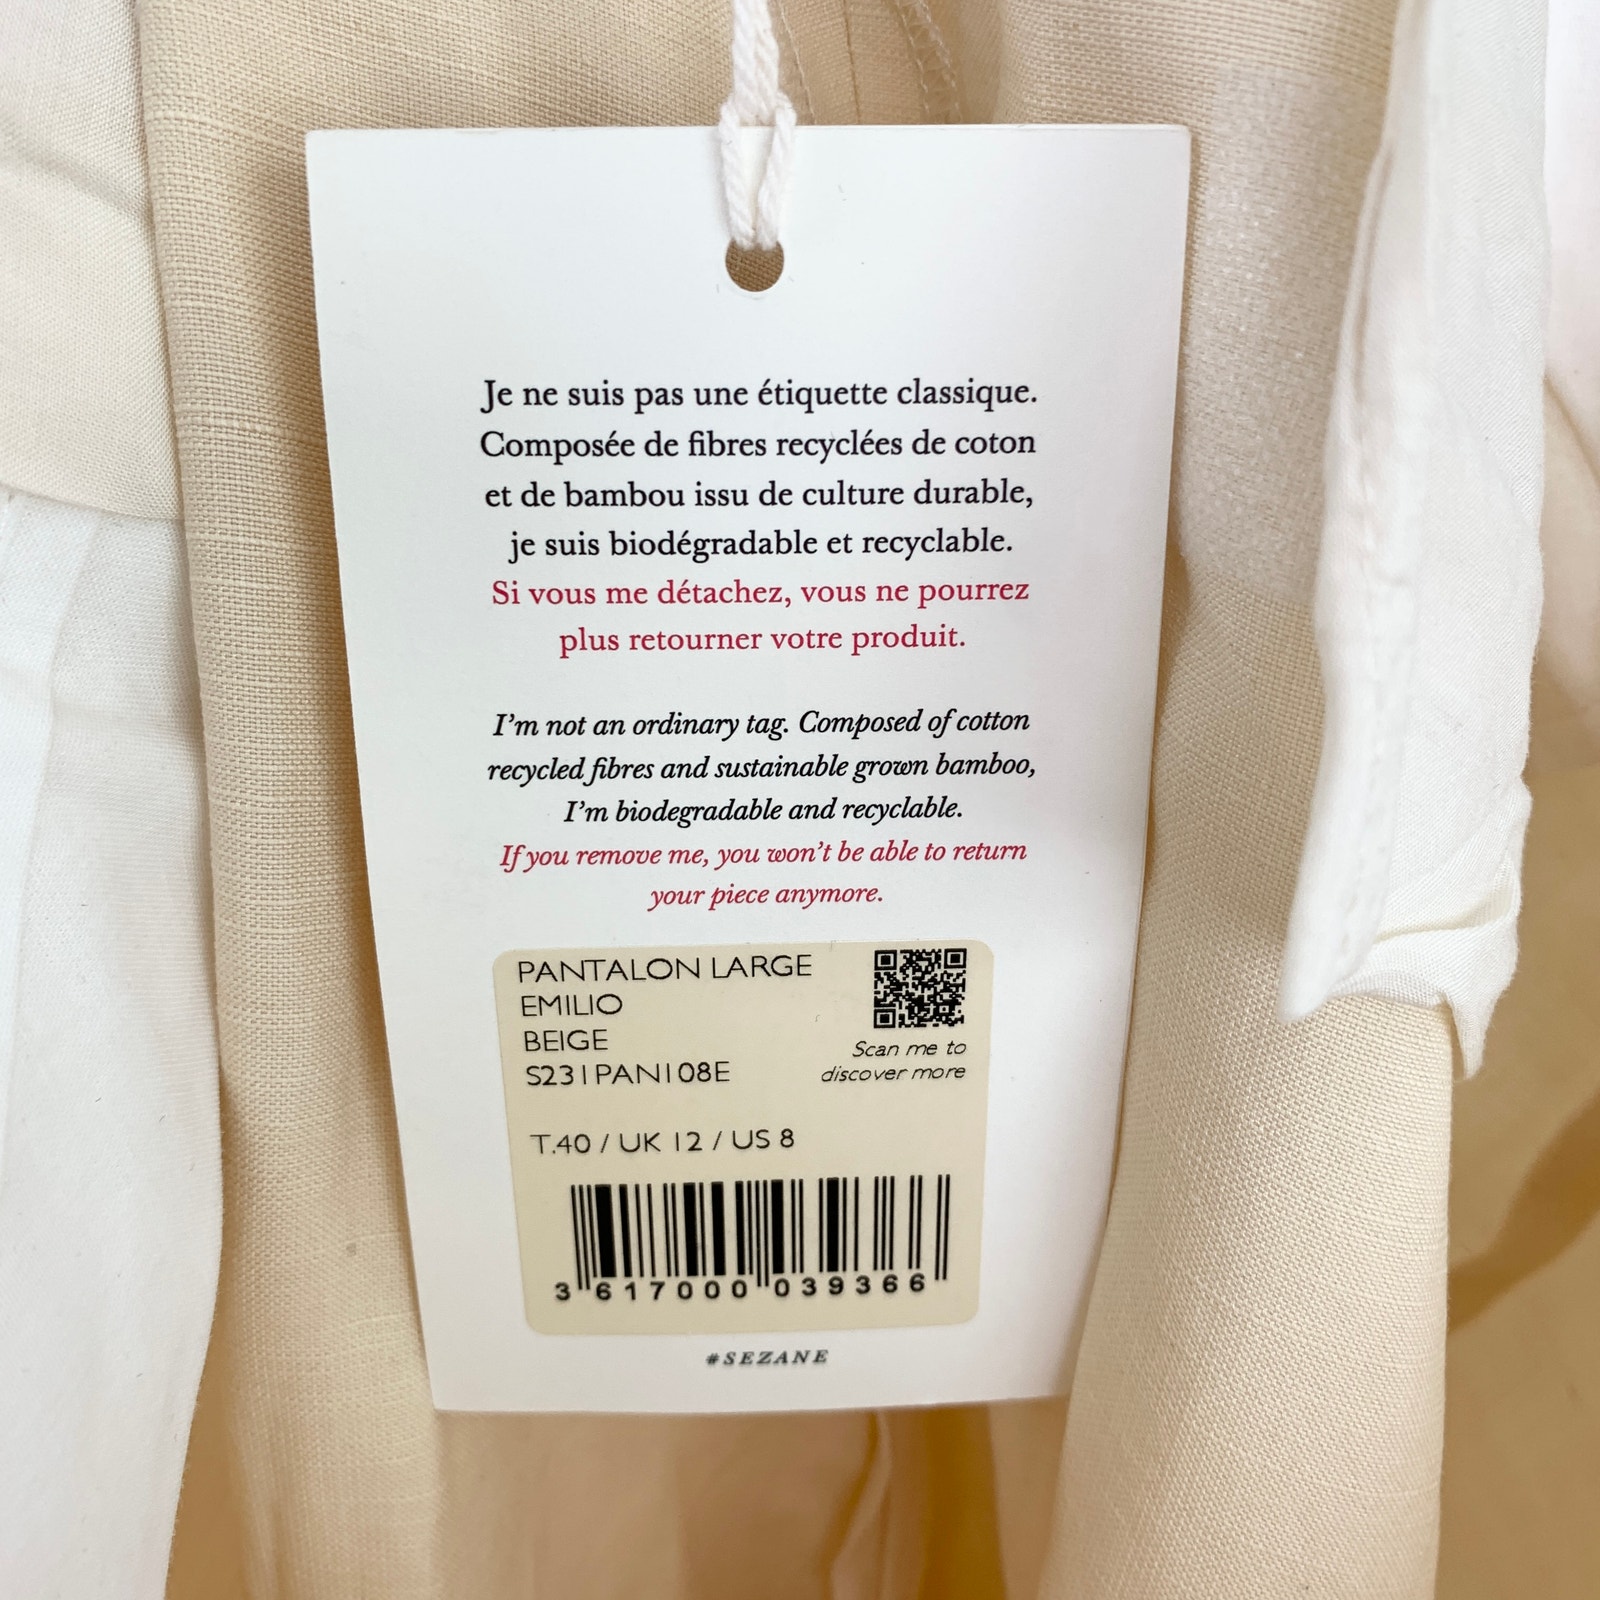 Je ne suis pas une étiquette classique.
Composée de fibres recyclées de coton
et de bambou issu de culture durable,
je suis biodégradable et recyclable.
Si vous me détachez, vous ne pourrez
plus retourner votre produit.
I'm not an ordinary tag. Composed of cotton
recycled fibres and sustainable grown bamboo,
I'm biodegradable and recyclable.
If you remove me, you won't be able to return
your piece anymore.
PANTALON LARGE
EMILIO
BEIGE
S231PAN108E
Scan me to
discover more
T.40 / UK 12 / US 8
3 617000 039366
#SEZANE